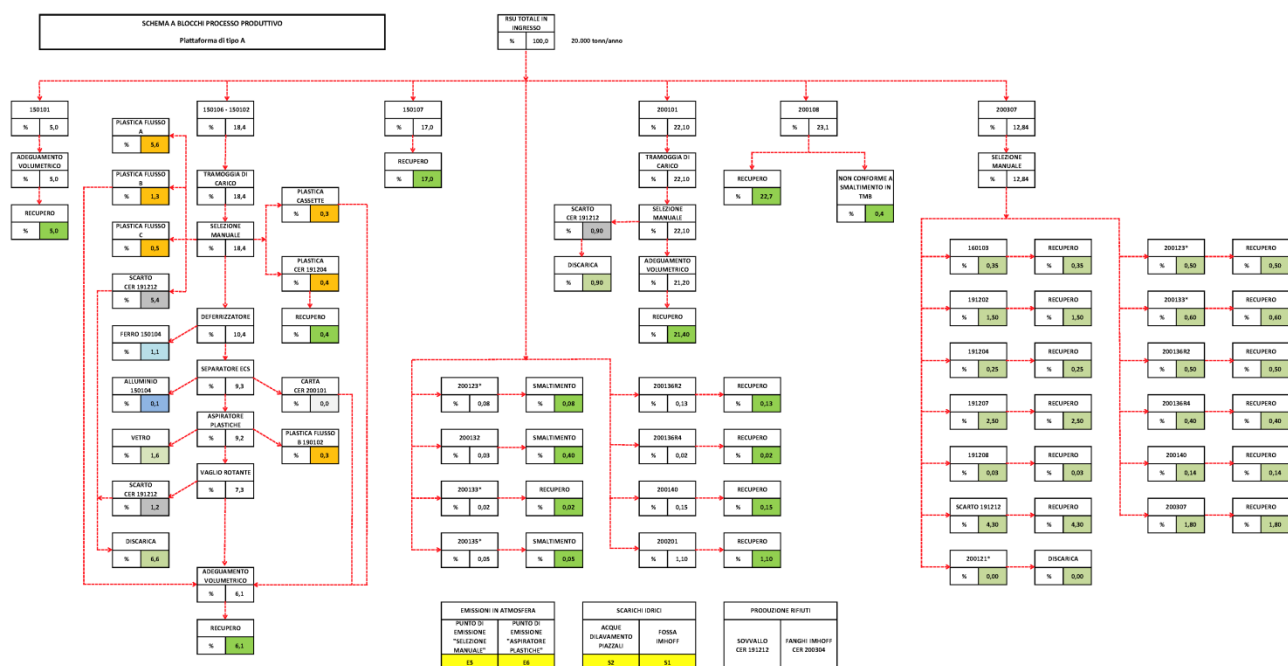 SCHEMA A BLOCCHI PROCESSO PRODUTTIVO
Piattaforma di tipo A
RSU TOTALE IN
INGRESSO
% 100,0
20.000 tonn/anno
150101
% 5,0
ADEGUAMENTO
VOLUMETRICO
% 5,0
RECUPERO
% 5,0
PLASTICA FLUSSO
A
% 5,6
PLASTICA FLUSSO
B
% 1,3
PLASTICA FLUSSO
C
% 0,5
SCARTO
CER 191212
% 5,4
FERRO 150104
% 1,1
ALLUMINIO
150104
% 0,1
VETRO
% 1,6
SCARTO
CER 191212
% 1,2
DISCARICA
% 6,6
150106 - 150102
% 18,4
TRAMOGGIA DI
CARICO
% 18,4
SELEZIONE
MANUALE
% 18,4
DEFERRIZZATORE
% 10,4
SEPARATORE ECS
% 9,3
ASPIRATORE
PLASTICHE
% 9,2
VAGLIO ROTANTE
% 7,3
ADEGUAMENTO
VOLUMETRICO
% 6,1
RECUPERO
% 6,1
PLASTICA
CASSETTE
% 0,3
PLASTICA
CER 191204
% 0,4
RECUPERO
% 0,4
CARTA
CER 200101
% 0,0
PLASTICA FLUSSO
B 190102
% 0,3
150107
% 17,0
RECUPERO
% 17,0
200101
% 22,10
TRAMOGGIA DI
CARICO
% 22,10
SELEZIONE
MANUALE
% 22,10
SCARTO
CER 191212
% 0,90
DISCARICA
% 0,90
ADEGUAMENTO
VOLUMETRICO
% 21,20
RECUPERO
% 21,40
200108
% 23,1
RECUPERO
% 22,7
NON CONFORME A
SMALTIMENTO IN
TMB
% 0,4
200307
% 12,84
SELEZIONE
MANUALE
% 12,84
200123* SMALTIMENTO
% 0,08 % 0,08
200132 SMALTIMENTO
% 0,03 % 0,40
200133* RECUPERO
% 0,02 % 0,02
200135* SMALTIMENTO
% 0,05 % 0,05
200136R2 RECUPERO
% 0,13 % 0,13
200136R4 RECUPERO
% 0,02 % 0,02
200140 RECUPERO
% 0,15 % 0,15
200201 RECUPERO
% 1,10 % 1,10
160103 RECUPERO
% 0,35 % 0,35
191202 RECUPERO
% 1,50 % 1,50
191204 RECUPERO
% 0,25 % 0,25
191207 RECUPERO
% 2,50 % 2,50
191208 RECUPERO
% 0,03 % 0,03
SCARTO 191212 RECUPERO
% 4,30 % 4,30
200121* DISCARICA
% 0,00 % 0,00
200123* RECUPERO
% 0,50 % 0,50
200133* RECUPERO
% 0,60 % 0,60
200136R2 RECUPERO
% 0,50 % 0,50
200136R4 RECUPERO
% 0,40 % 0,40
200140 RECUPERO
% 0,14 % 0,14
200307 RECUPERO
% 1,80 % 1,80
EMISSIONI IN ATMOSFERA
PUNTO DI
EMISSIONE
"SELEZIONE
MANUALE"
E5
PUNTO DI
EMISSIONE
"ASPIRATORE
PLASTICHE"
E6
SCARICHI IDRICI
ACQUE
DILAVAMENTO
PIAZZALI
S2
FOSSA
IMHOFF
S1
PRODUZIONE RIFIUTI
SOVVALLO
CER 191212
FANGHI IMHOFF
CER 200304